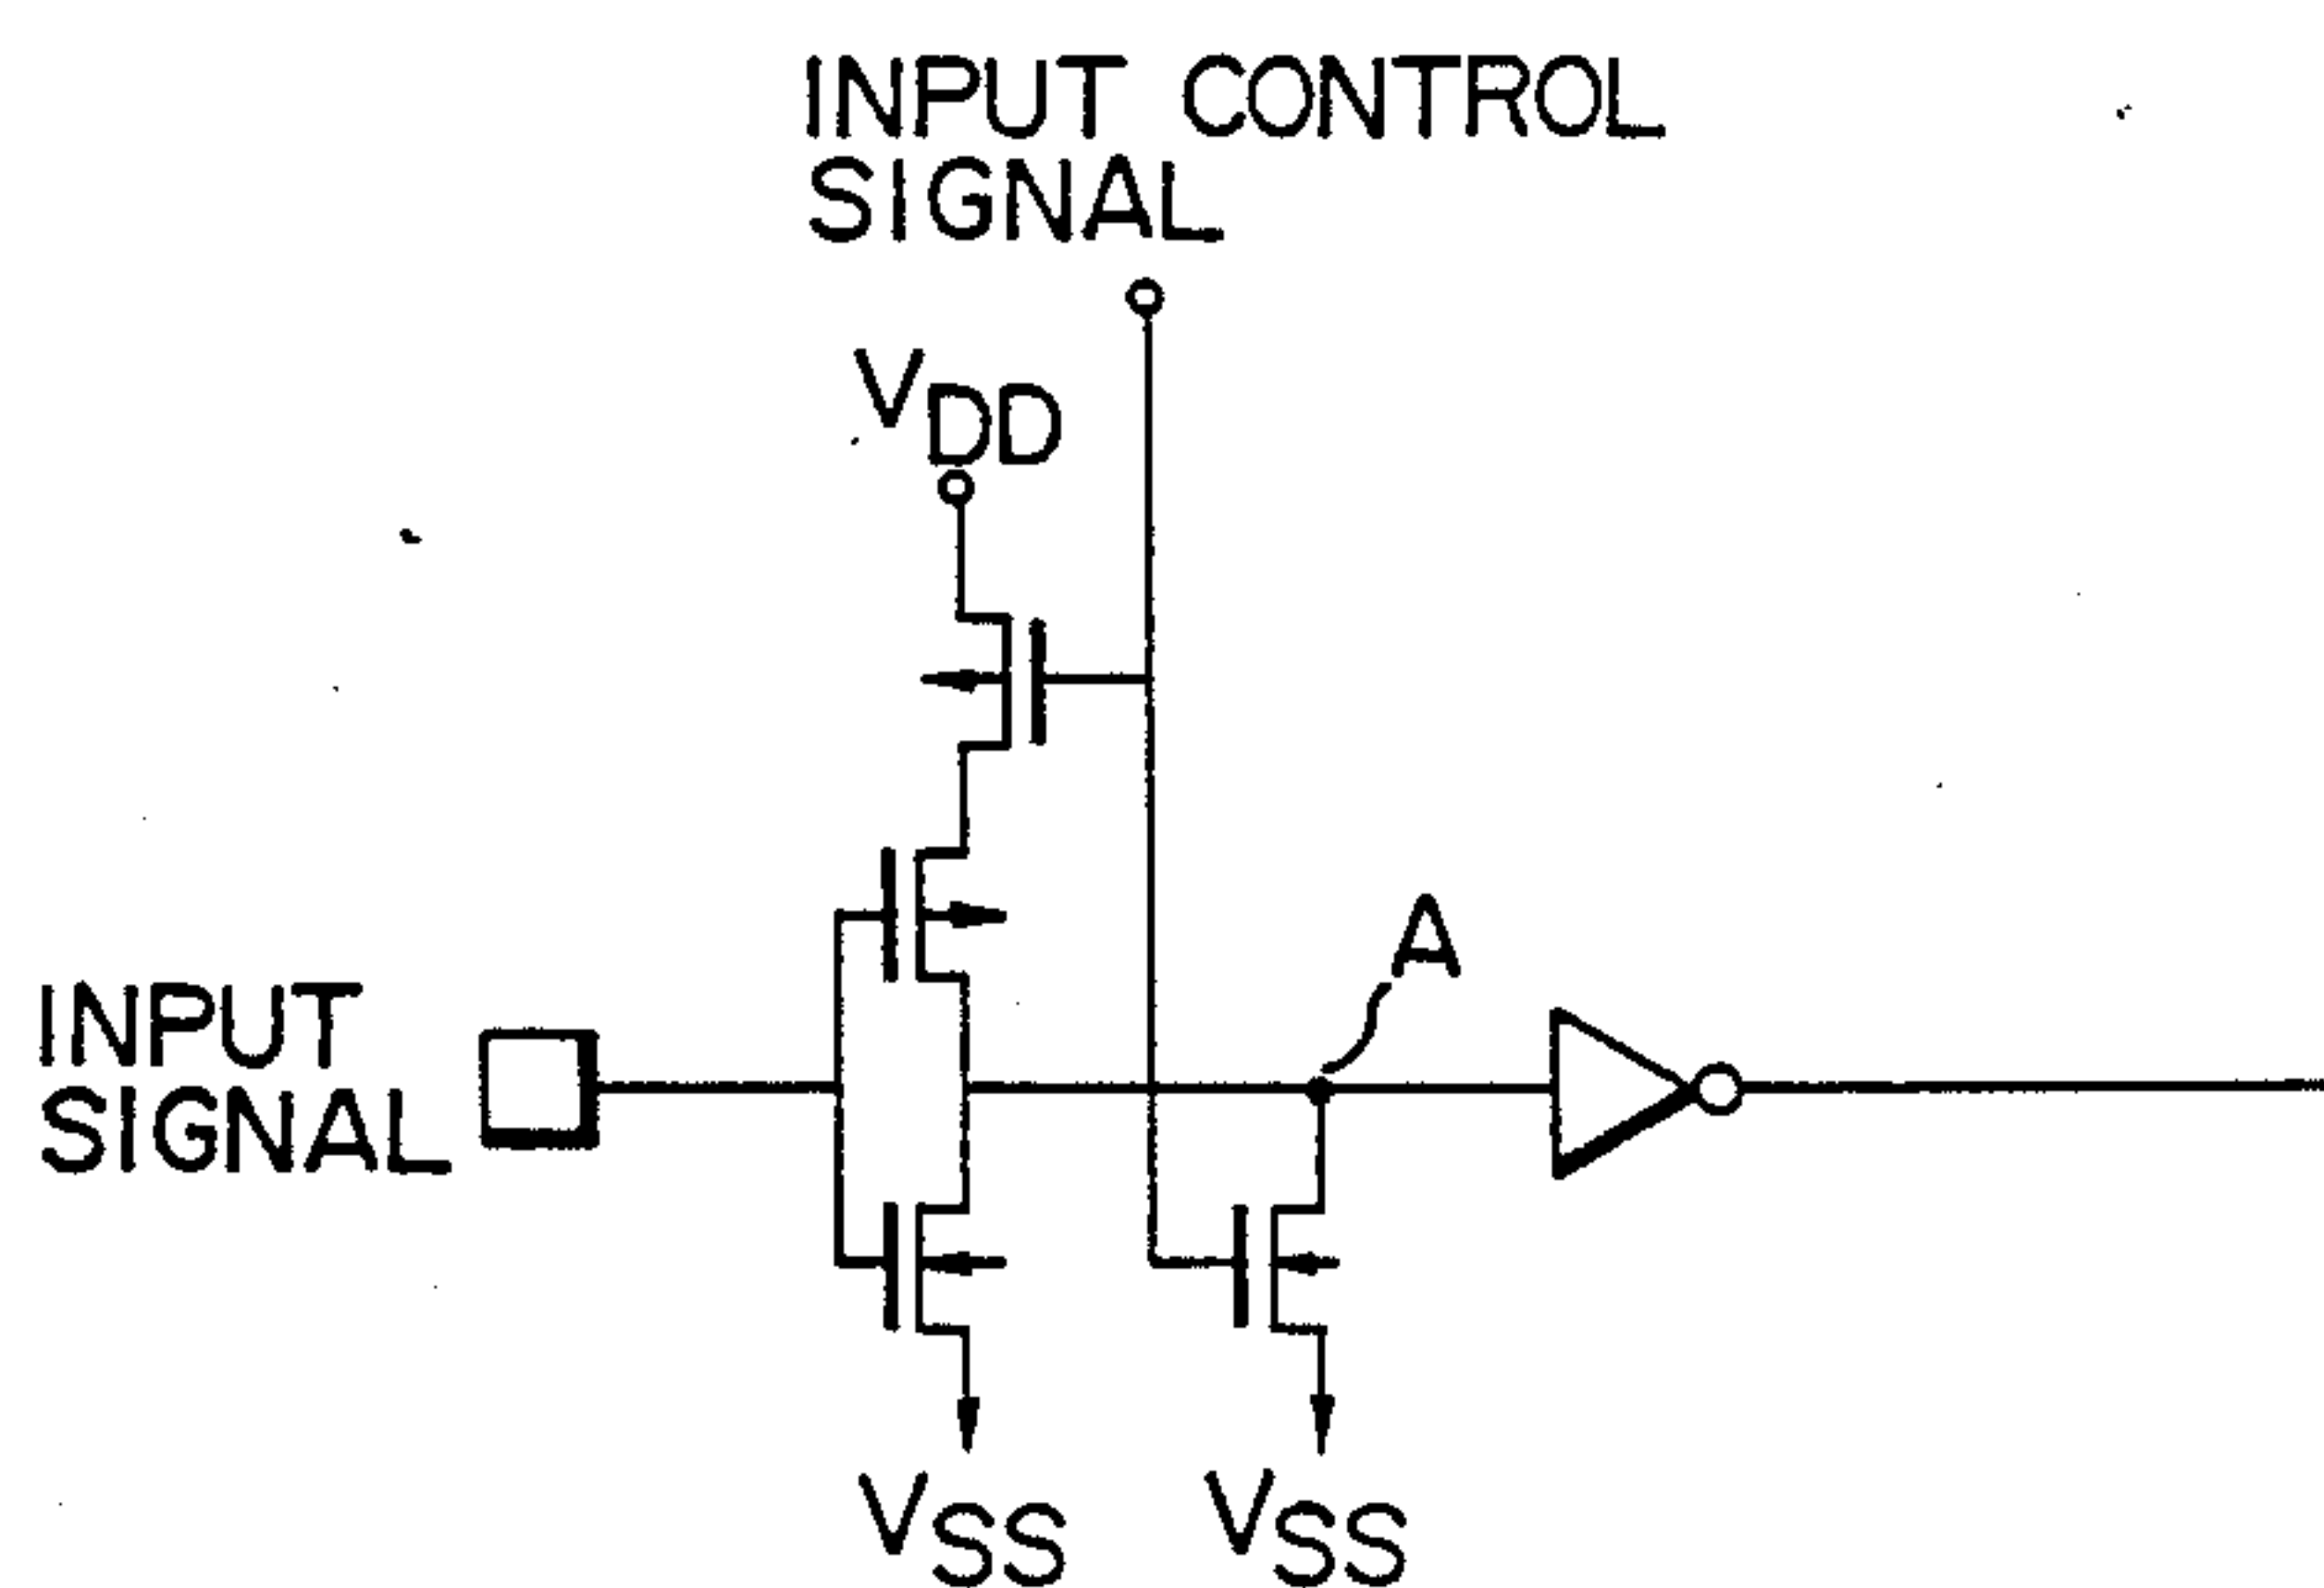 INPUT CONTROL
SIGNAL
VDD
A
INPUT
SIGNAL
VSS
VSS